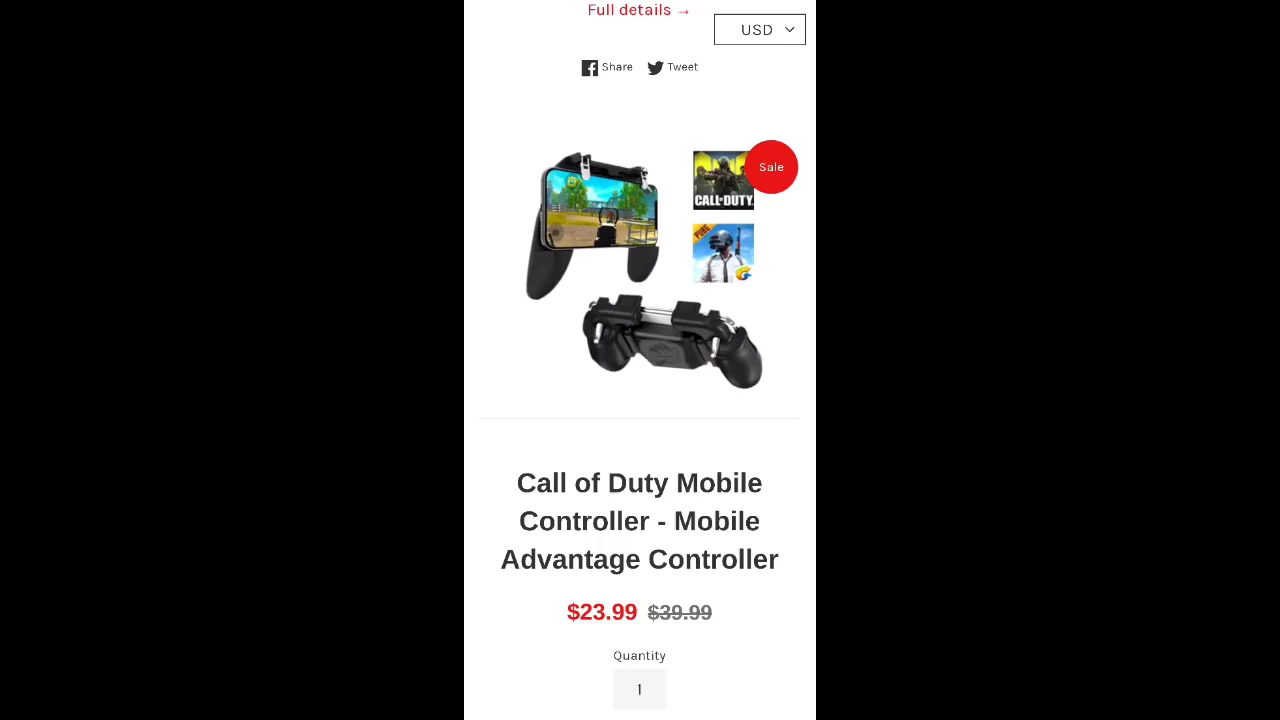 Full details →
USD
Share
Tweet
Sale
CALL OF DUTY
PUBG
Call of Duty Mobile
Controller - Mobile
Advantage Controller
$23.99 $39.99
Quantity
1